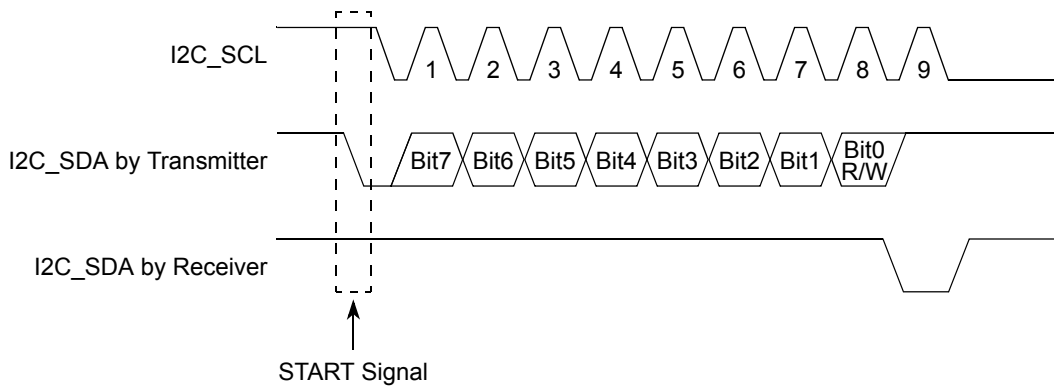 I2C_SCL
1 2 3 4 5 6 7 8 9
I2C_SDA by Transmitter
Bit7 Bit6 Bit5 Bit4 Bit3 Bit2 Bit1 Bit0
R/W
I2C_SDA by Receiver
START Signal